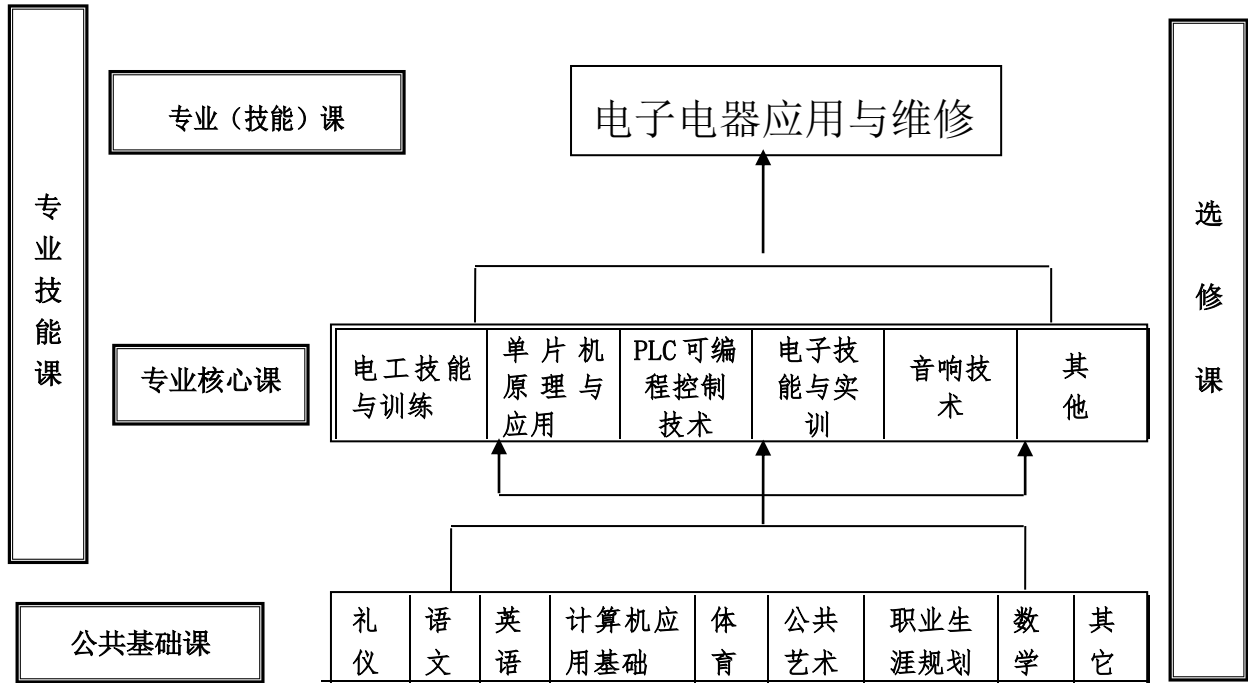 专业技能课
专业（技能）课
电子电器应用与维修
选修课
专业核心课
电工技能
与训练
单片机
原理与
应用
PLC可编
程控制
技术
电子技
能与实
训
音响技
术
其
他
公共基础课
礼
仪
语
文
英
语
计算机应
用基础
体
育
公共
艺术
职业生
涯规划
数
学
其
它